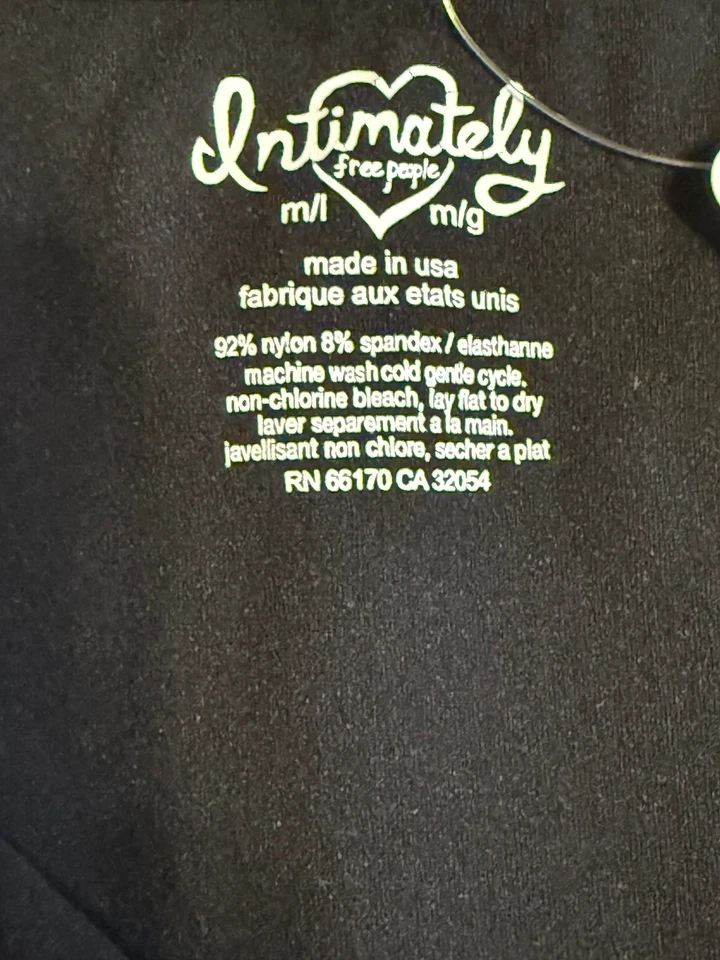 Intimately
free people
m/l m/g
made in usa
fabrique aux etats unis
92% nylon 8% spandex / elasthanne
machine wash cold gentle cycle.
non-chlorine bleach, lay flat to dry
laver separement a la main.
javellisant non chlore, secher a plat
RN 66170 CA 32054